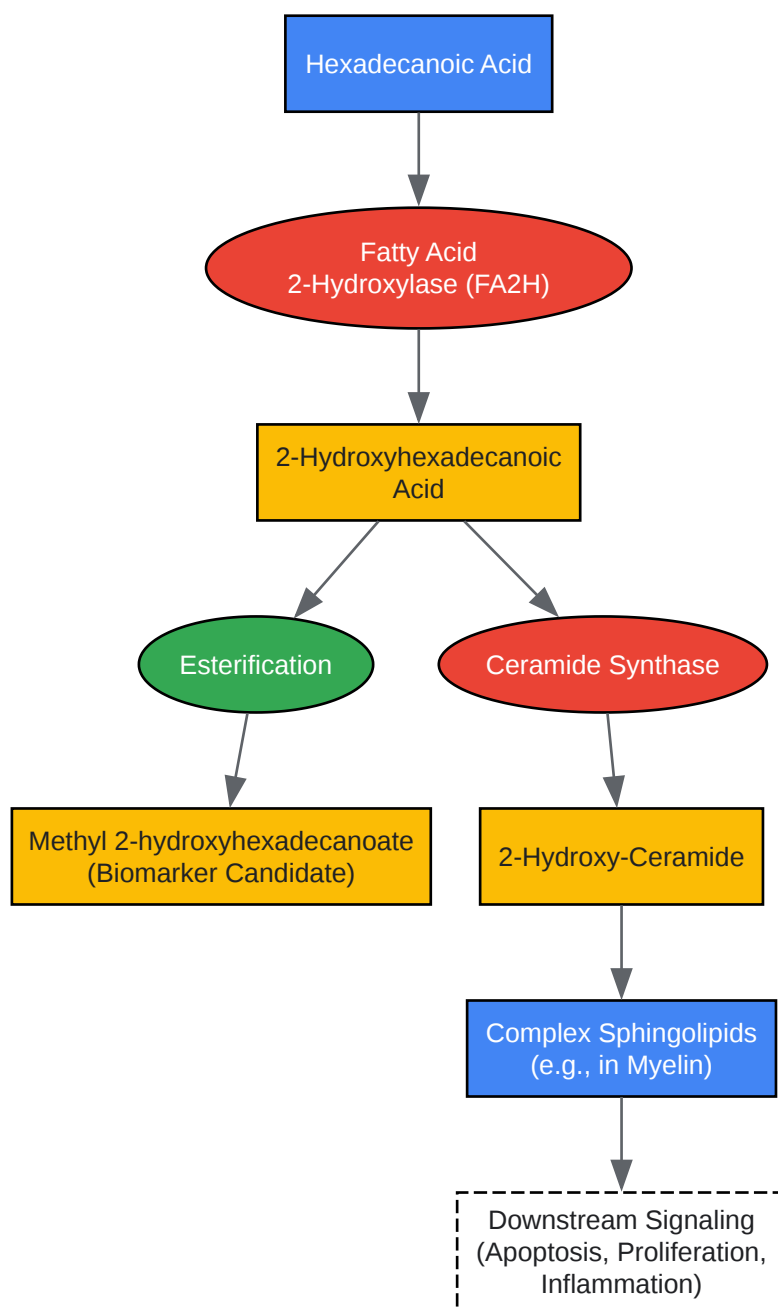 Hexadecanoic Acid
Fatty Acid
2-Hydroxylase (FA2H)
2-Hydroxyhexadecanoic
Acid
Esterification
Ceramide Synthase
Methyl 2-hydroxyhexadecanoate
(Biomarker Candidate)
2-Hydroxy-Ceramide
Complex Sphingolipids
(e.g., in Myelin)
Downstream Signaling
(Apoptosis, Proliferation,
Inflammation)